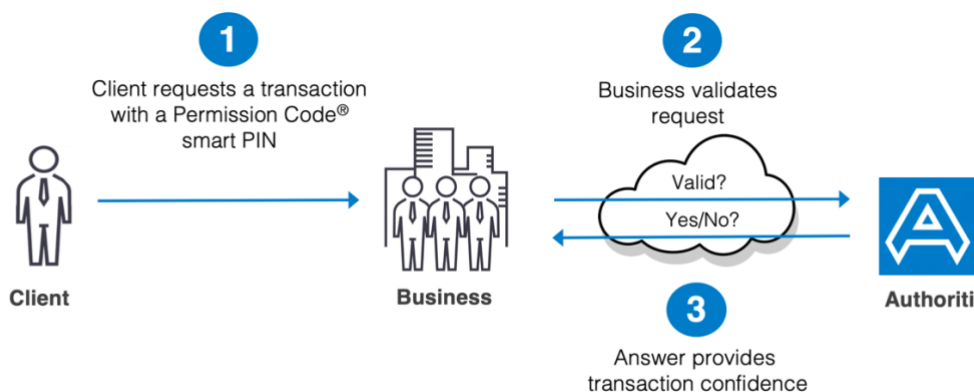 1
Client requests a transaction
with a Permission Code®
smart PIN
2
Business validates
request
Valid?
Yes/No?
Client
Business
Authoriti
3
Answer provides
transaction confidence